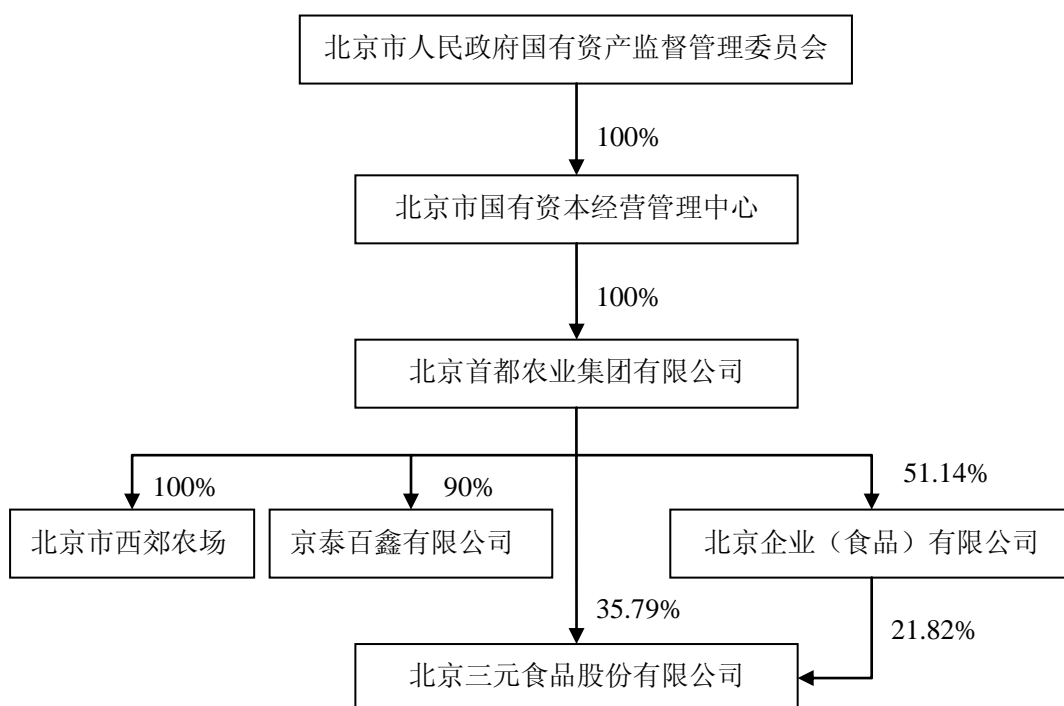 北京市人民政府国有资产监督管理委员会
100%
北京市国有资本经营管理中心
100%
北京首都农业集团有限公司
100%
90%
51.14%
北京市西郊农场
京泰百鑫有限公司
北京企业（食品）有限公司
35.79%
21.82%
北京三元食品股份有限公司